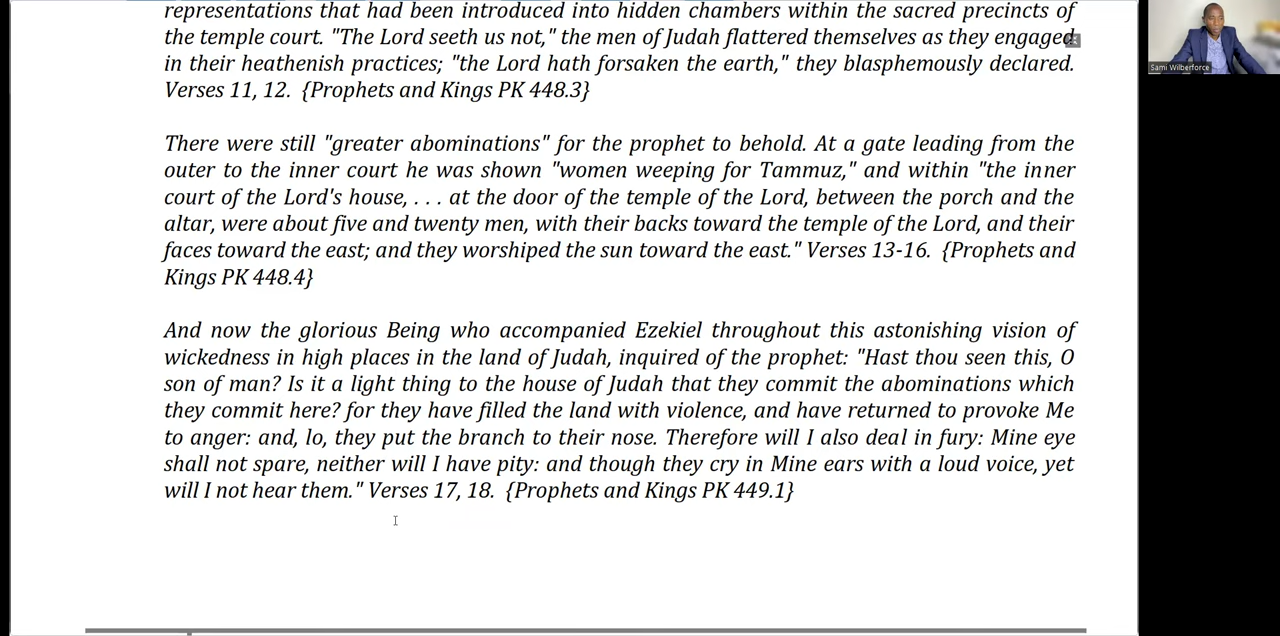 representations that had been introduced into hidden chambers within the sacred precincts of
the temple court. "The Lord seeth us not," the men of Judah flattered themselves as they engaged
in their heathenish practices; "the Lord hath forsaken the earth," they blasphemously declared.
Verses 11, 12. {Prophets and Kings PK 448.3}
There were still "greater abominations" for the prophet to behold. At a gate leading from the
outer to the inner court he was shown "women weeping for Tammuz," and within "the inner
court of the Lord's house, . . . at the door of the temple of the Lord, between the porch and the
altar, were about five and twenty men, with their backs toward the temple of the Lord, and their
faces toward the east; and they worshiped the sun toward the east." Verses 13-16. {Prophets and
Kings PK 448.4}
And now the glorious Being who accompanied Ezekiel throughout this astonishing vision of
wickedness in high places in the land of Judah, inquired of the prophet: "Hast thou seen this, O
son of man? Is it a light thing to the house of Judah that they commit the abominations which
they commit here? for they have filled the land with violence, and have returned to provoke Me
to anger: and, lo, they put the branch to their nose. Therefore will I also deal in fury: Mine eye
shall not spare, neither will I have pity: and though they cry in Mine ears with a loud voice, yet
will I not hear them." Verses 17, 18. {Prophets and Kings PK 449.1}
Sami Wilberforce